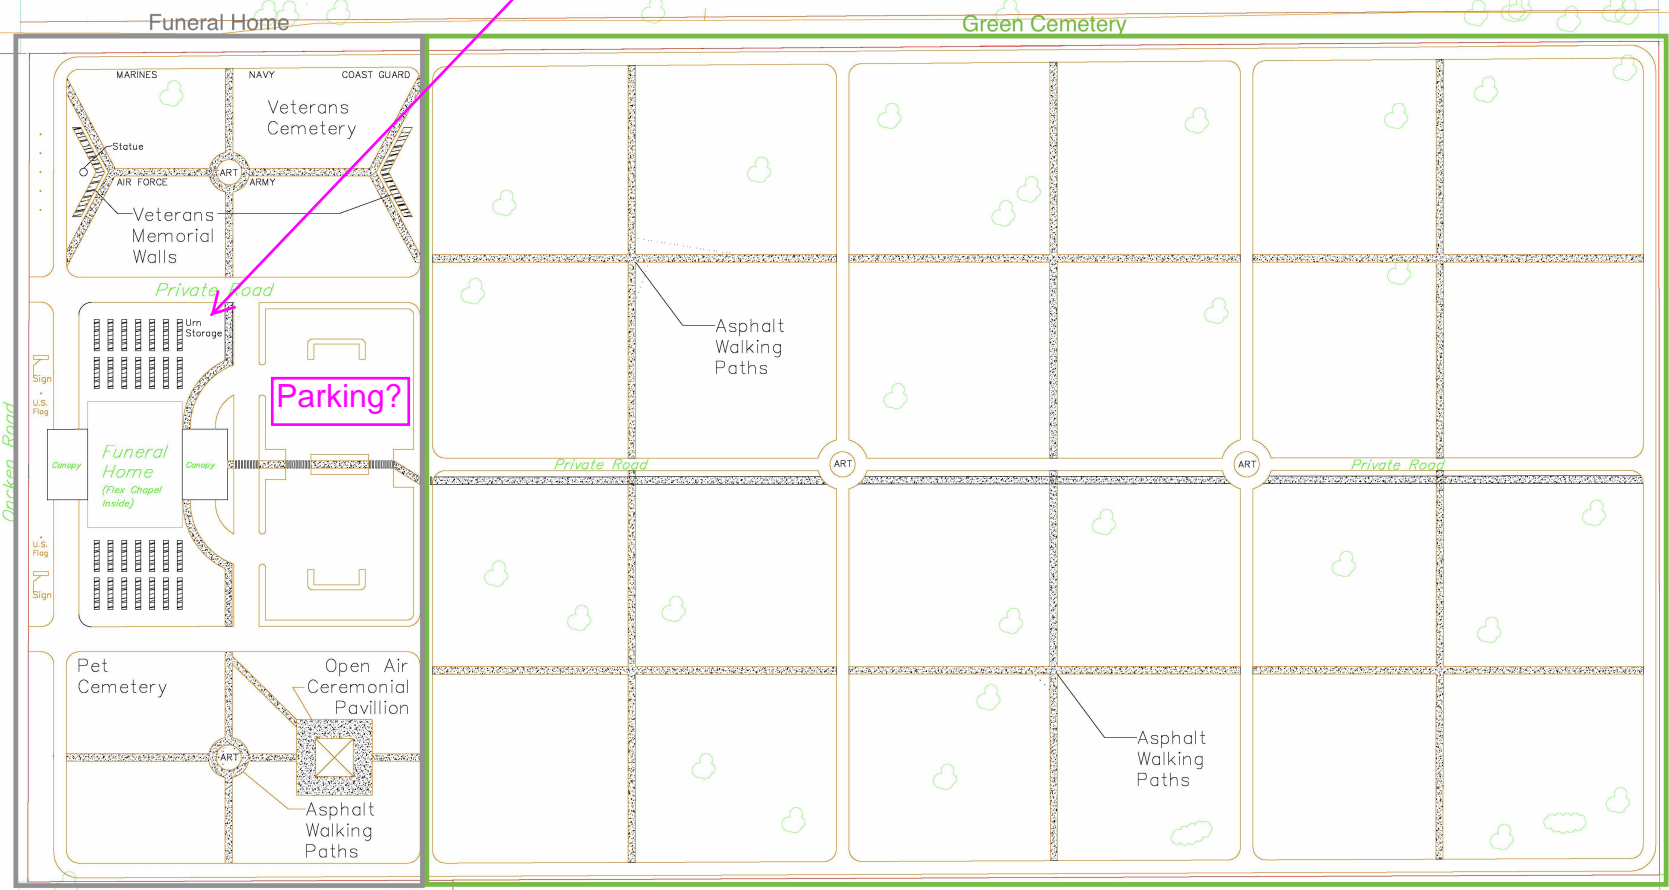 Funeral Home
Green Cemetery
MARINES
NAVY
COAST GUARD
Veterans
Cemetery
Statue
ART
AIR FORCE
ARMY
Veterans
Memorial
Walls
Private Road
Urn
Storage
Sign
U.S.
Flag
Parking?
Oncken Road
Canopy
Funeral
Home
(Flex Chapel
Inside)
Canopy
U.S.
Flag
Sign
Pet
Cemetery
Open Air
Ceremonial
Pavillion
ART
Asphalt
Walking
Paths
Asphalt
Walking
Paths
Private Road
ART
ART
Private Road
Asphalt
Walking
Paths